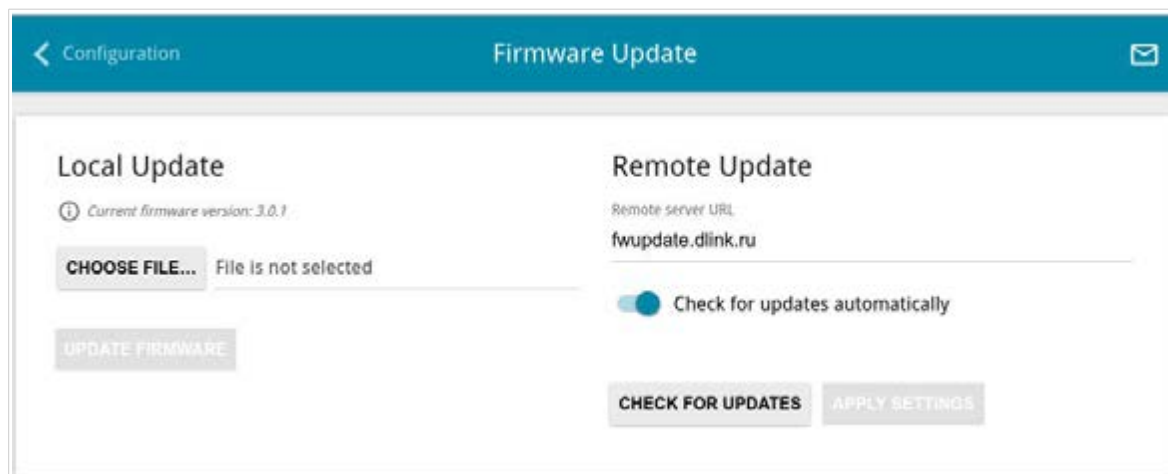 Configuration
Firmware Update
Local Update
Current firmware version: 3.0.1
CHOOSE FILE... File is not selected
UPDATE FIRMWARE
Remote Update
Remote server URL
fwupdate.dlink.ru
Check for updates automatically
CHECK FOR UPDATES APPLY SETTINGS